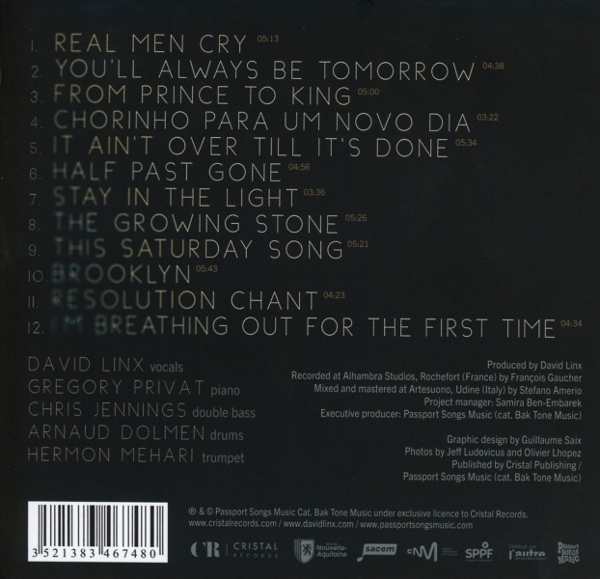 1. REAL MEN CRY 05:13
2. YOU'LL ALWAYS BE TOMORROW 04:38
3. FROM PRINCE TO KING 05:00
4. CHORINHO PARA UM NOVO DIA 03:22
5. IT AIN'T OVER TILL IT'S DONE 05:34
6. HALF PAST GONE 04:56
7. STAY IN THE LIGHT 03:36
8. THE GROWING STONE 05:26
9. THIS SATURDAY SONG 05:21
10. BROOKLYN 05:43
11. RESOLUTION CHANT 04:23
12. I'M BREATHING OUT FOR THE FIRST TIME 04:34
DAVID LINX vocals
GREGORY PRIVAT piano
CHRIS JENNINGS double bass
ARNAUD DOLMEN drums
HERMON MEHARI trumpet
Produced by David Linx
Recorded at Alhambra Studios, Rochefort (France) by François Gaucher
Mixed and mastered at Artesuono, Udine (Italy) by Stefano Amerio
Project manager: Samira Ben-Embarek
Executive producer: Passport Songs Music (cat. Bak Tone Music)
Graphic design by Guillaume Saix
Photos by Jeff Ludovicus and Olivier Lhopez
Published by Cristal Publishing /
Passport Songs Music (cat. Bak Tone Music)
3 521383 467480
℗ & © Passport Songs Music Cat. Bak Tone Music under exclusive licence to Cristal Records.
www.cristalrecords.com / www.davidlinx.com / www.passportsongsmusic.com
CR CRISTAL RECORDS
Nouvelle-Aquitaine
sacem
SPPF
l'autre
Passport Songs Music